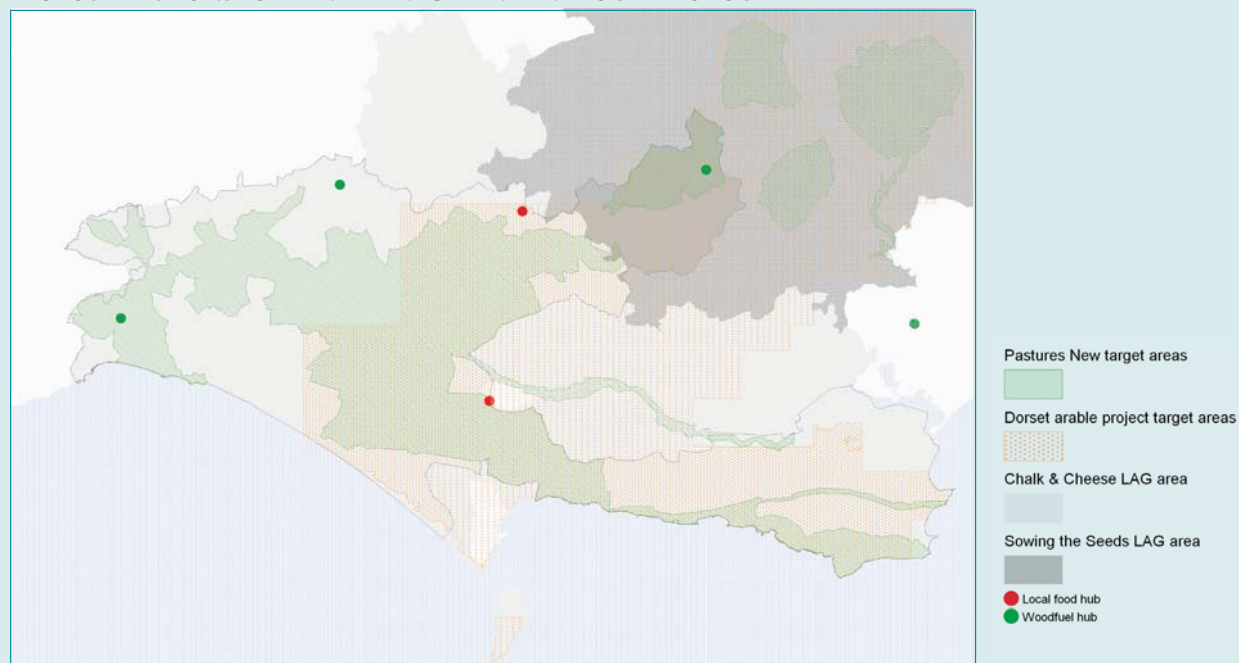 Pastures New target areas
Dorset arable project target areas
Chalk & Cheese LAG area
Sowing the Seeds LAG area
Local food hub
Woodfuel hub